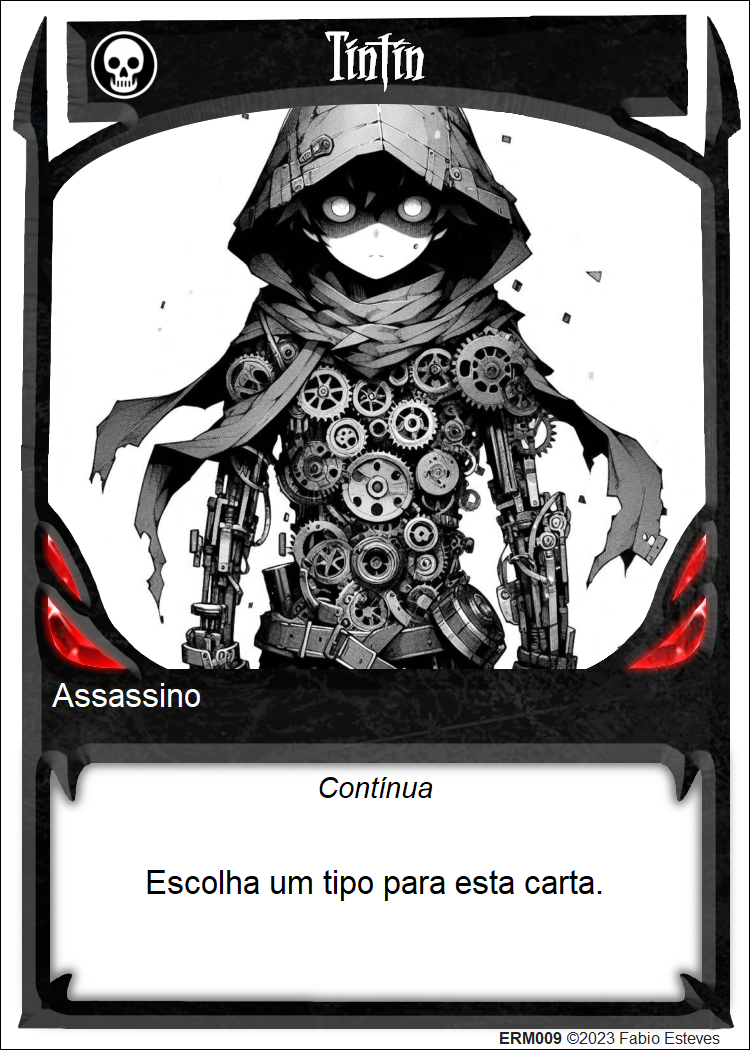 Tintin
Assassino
Contínua
Escolha um tipo para esta carta.
ERM009 ©2023 Fabio Esteves